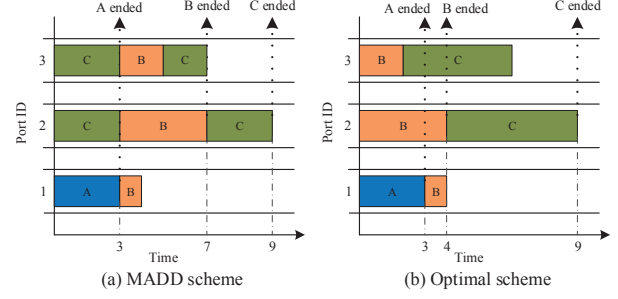 A ended
B ended
C ended
3
C
B
C
2
C
B
C
1
A
B
Port ID
3
7
9
Time
(a) MADD scheme
A ended
B ended
C ended
3
B
C
2
B
C
1
A
B
Port ID
3
4
9
Time
(b) Optimal scheme